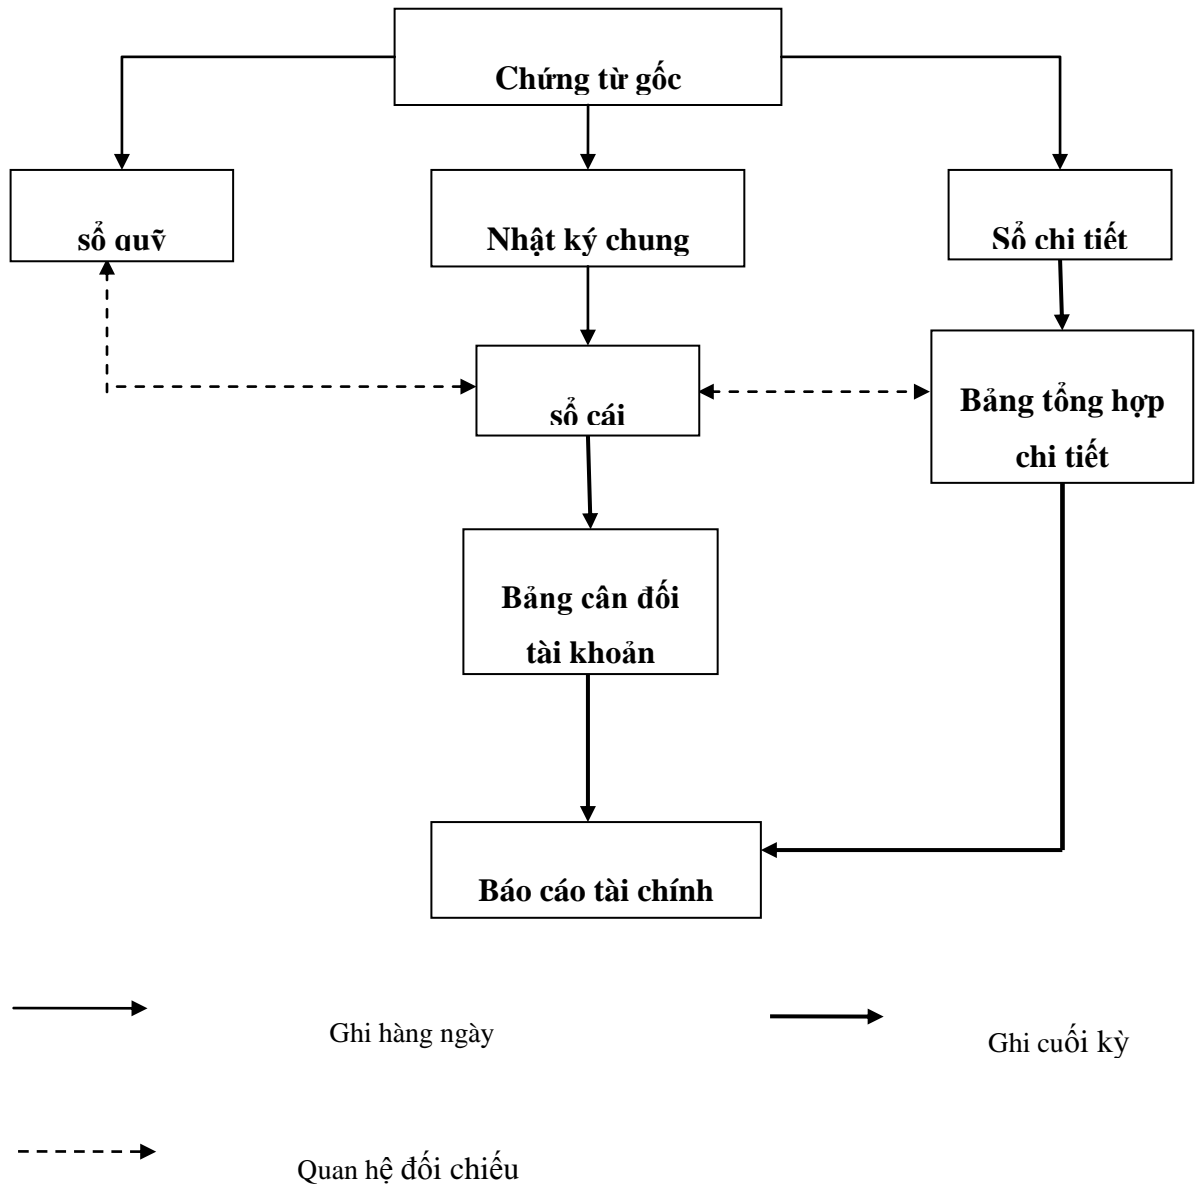 Chứng từ gốc
sổ quỹ
Nhật ký chung
Sổ chi tiết
sổ cái
Bảng tổng hợp
chi tiết
Bảng cân đối
tài khoản
Báo cáo tài chính
Ghi hàng ngày
Ghi cuối kỳ
Quan hệ đối chiếu